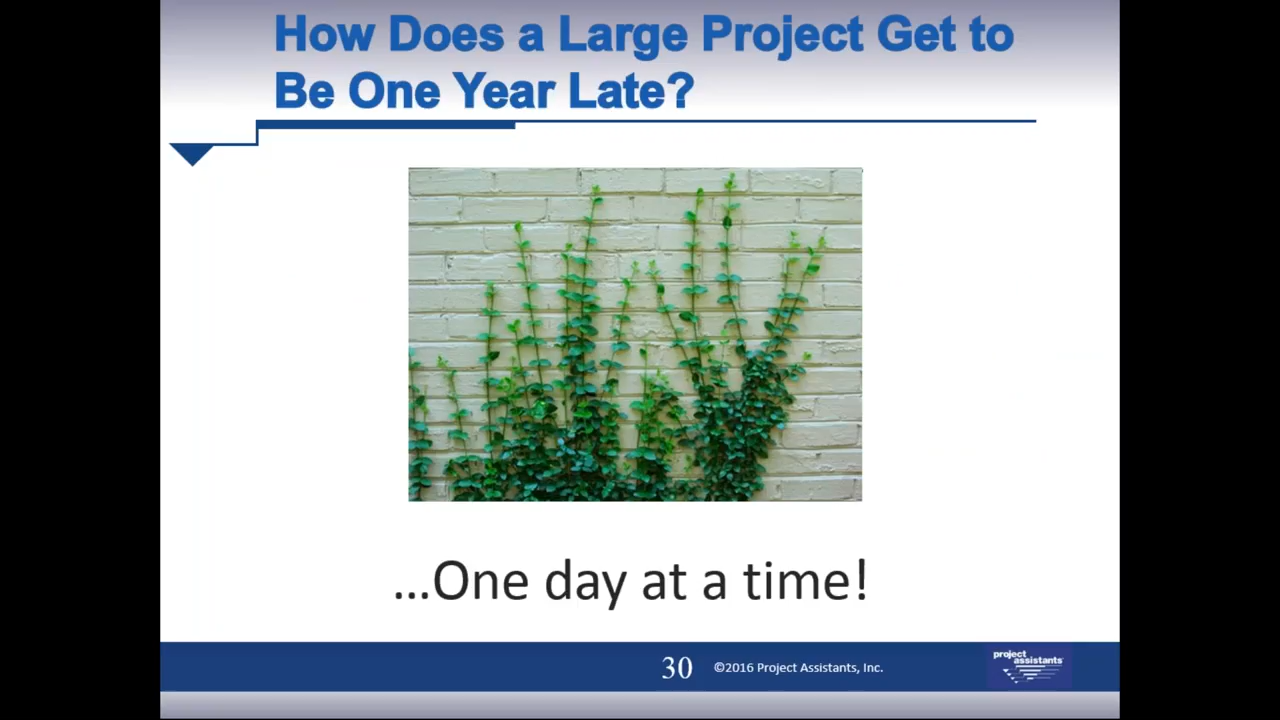 How Does a Large Project Get to
Be One Year Late?
...One day at a time!
30
©2016 Project Assistants, Inc.
project
assistants